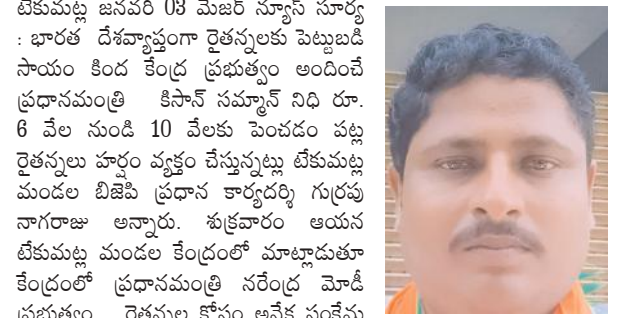 టేకుమట్ల జనవరి 03 మేజర్ న్యూస్ సూర్య
: భారత దేశవ్యాప్తంగా రైతన్నలకు పెట్టుబడి
సాయం కింద కేంద్ర ప్రభుత్వం అందించే
ప్రధానమంత్రి కిసాన్ సమ్మాన్ నిధి రూ.
6 వేల నుండి 10 వేలకు పెంచడం పట్ల
రైతన్నలు హర్షం వ్యక్తం చేస్తున్నట్లు టేకుమట్ల
మండల బిజెపి ప్రధాన కార్యదర్శి గుర్రపు
నాగరాజు అన్నారు. శుక్రవారం ఆయన
టేకుమట్ల మండల కేంద్రంలో మాట్లాడుతూ
కేంద్రంలో ప్రధానమంత్రి నరేంద్ర మోడీ
ప్రభుత్వం రైతన్నల కోసం అనేక సంక్షేమ